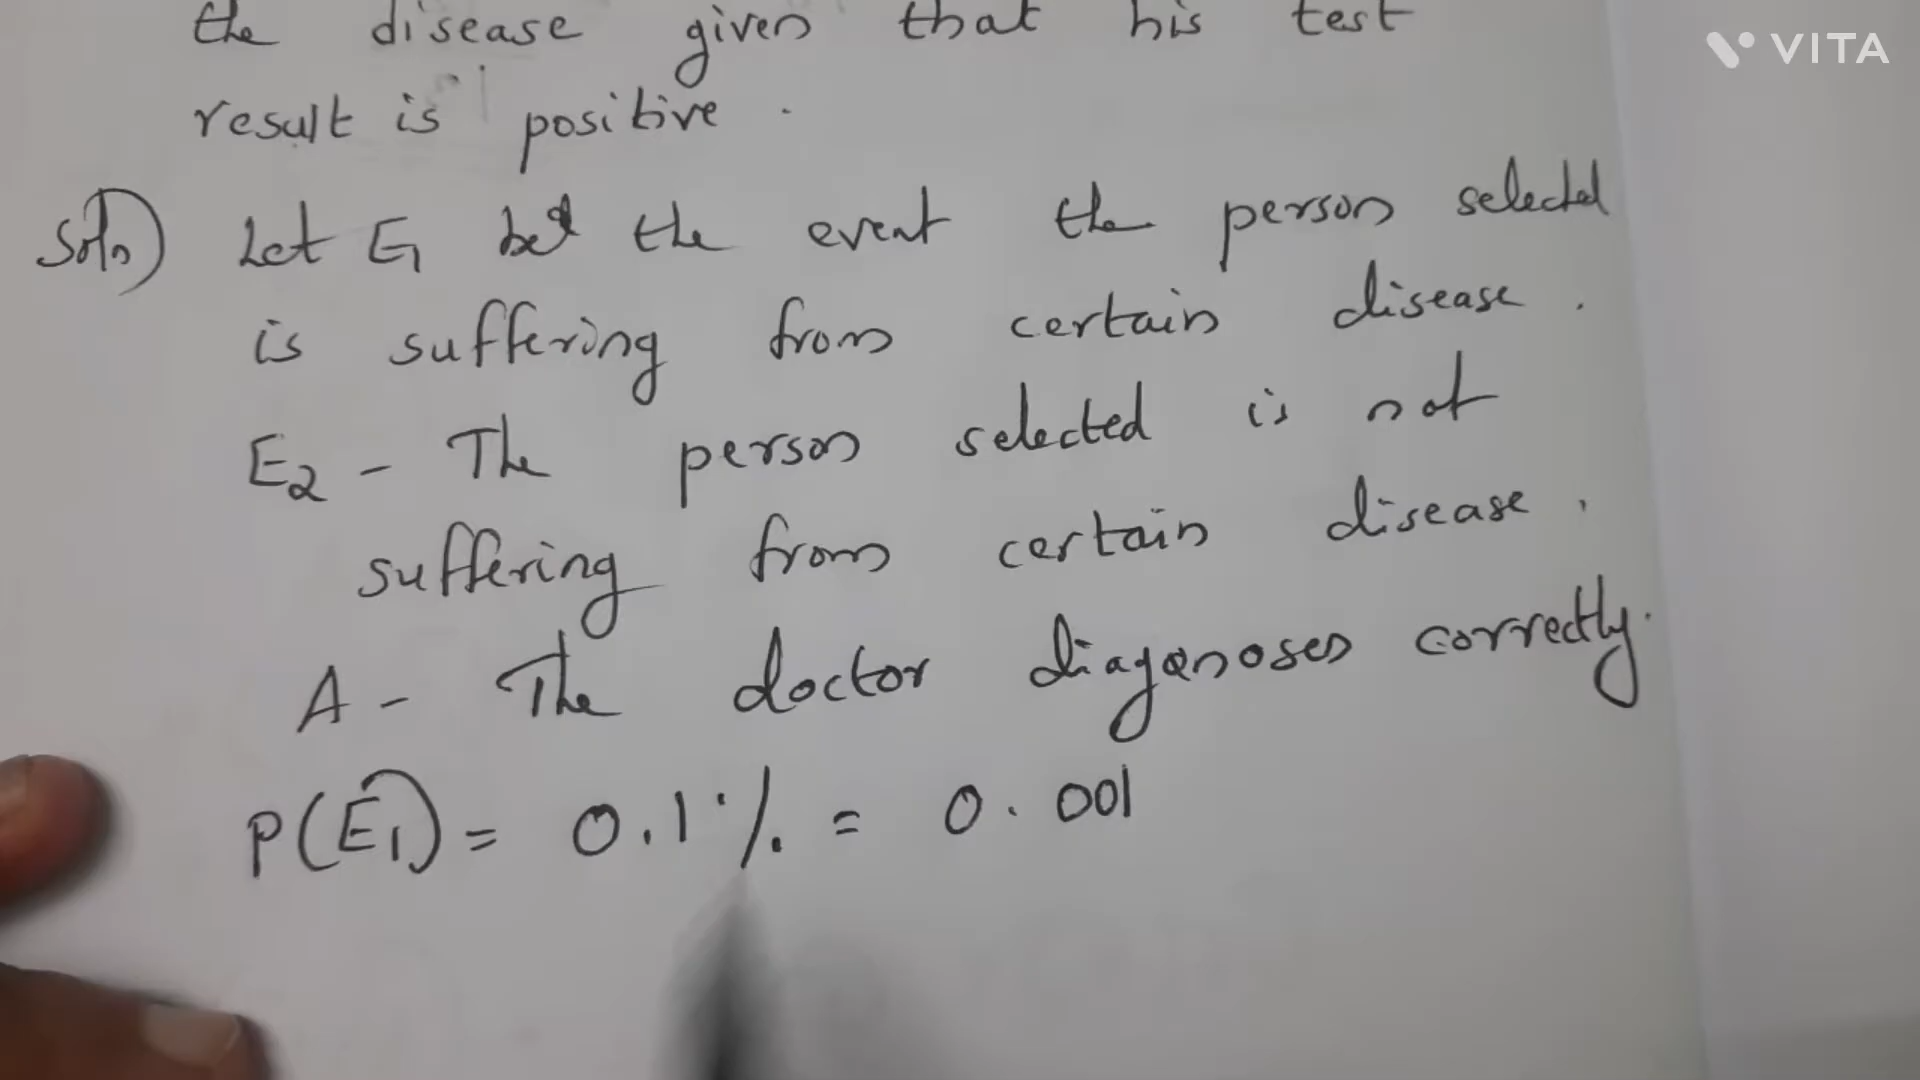 the disease given that his test
VITA
result is positive.
Soln) Let E1 be the event the person selected
is suffering from certain disease.
E2 - The person selected is not
suffering from certain disease.
A - The doctor diagnoses correctly.
P(E1) = 0.1% = 0.001